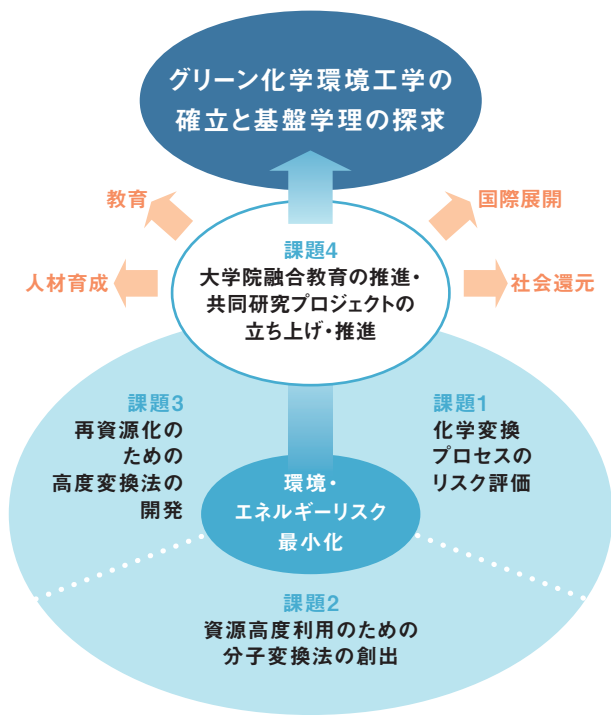 グリーン化学環境工学の
確立と基盤学理の探求
教育
国際展開
人材育成
社会還元
課題4
大学院融合教育の推進・
共同研究プロジェクトの
立ち上げ・推進
課題3
再資源化の
ための
高度変換法の
開発
課題1
化学変換
プロセスの
リスク評価
環境・
エネルギーリスク
最小化
課題2
資源高度利用のための
分子変換法の創出